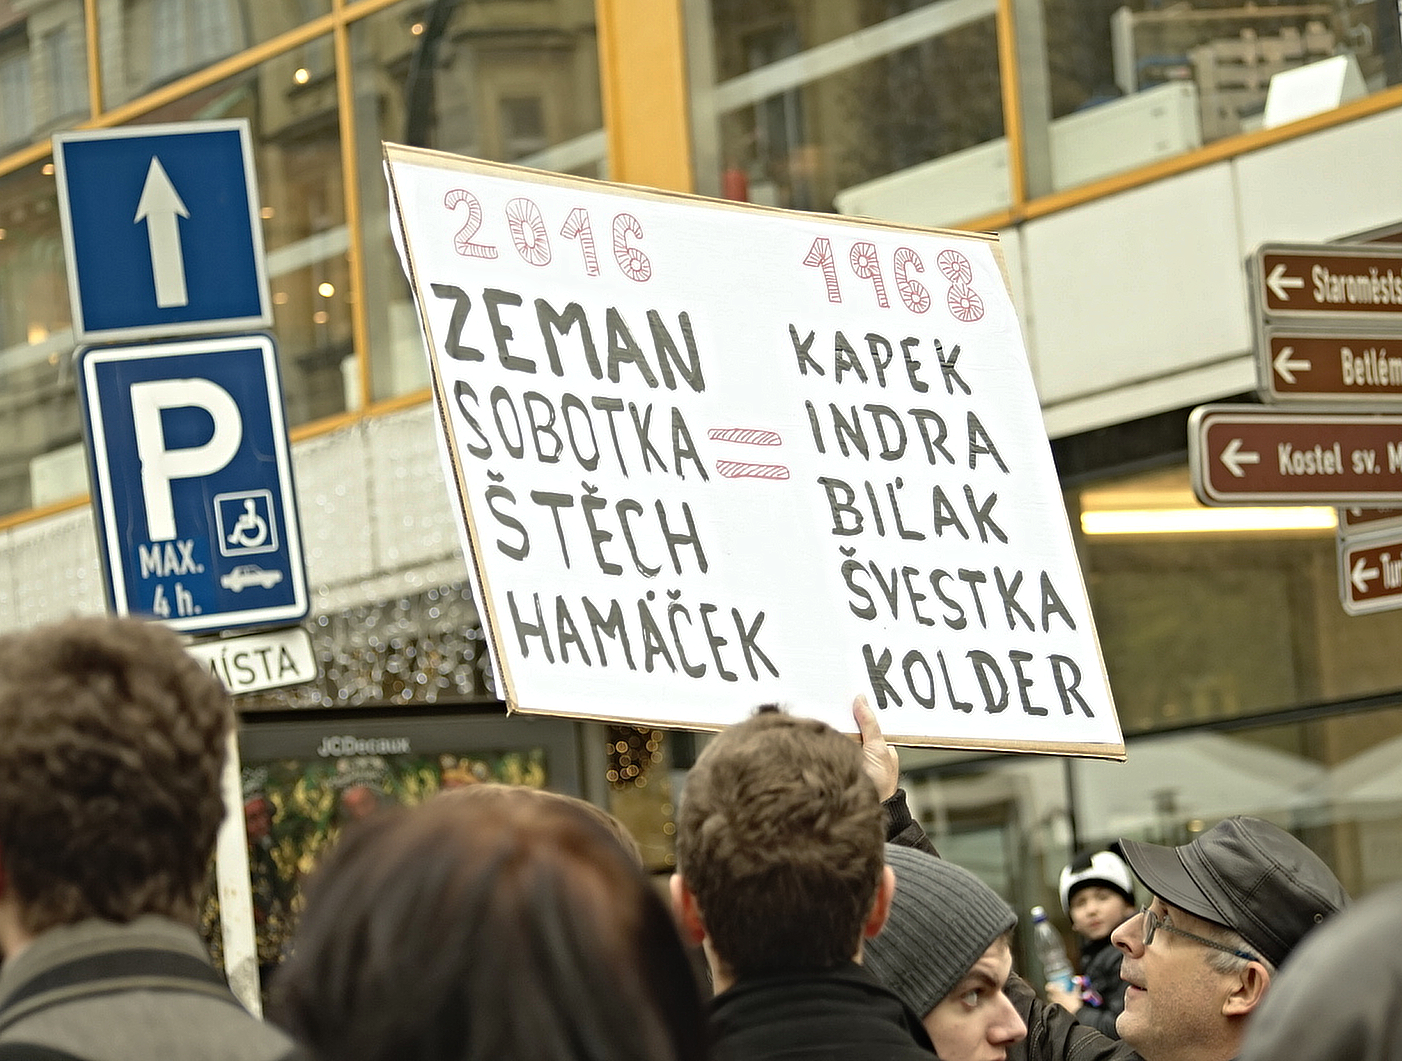 2016
1968
ZEMAN
SOBOTKA
ŠTĚCH
HAMÁČEK
=
KAPEK
INDRA
BIĽAK
ŠVESTKA
KOLDER
P
MAX.
4 h.
MÍSTA
JCDecaux
Staroměsts
Betlém
Kostel sv. M
Tur